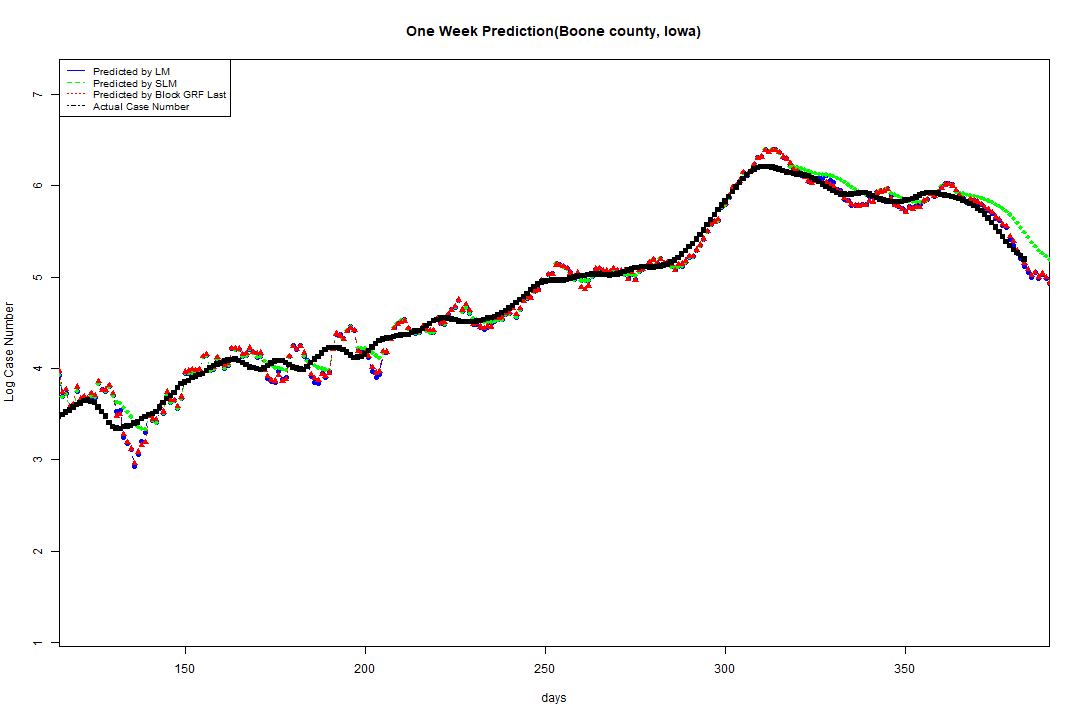 One Week Prediction(Boone county, Iowa)
Predicted by LM
Predicted by SLM
Predicted by Block GRF Last
Actual Case Number
7
6
5
4
3
2
1
Log Case Number
150 200 250 300 350
days